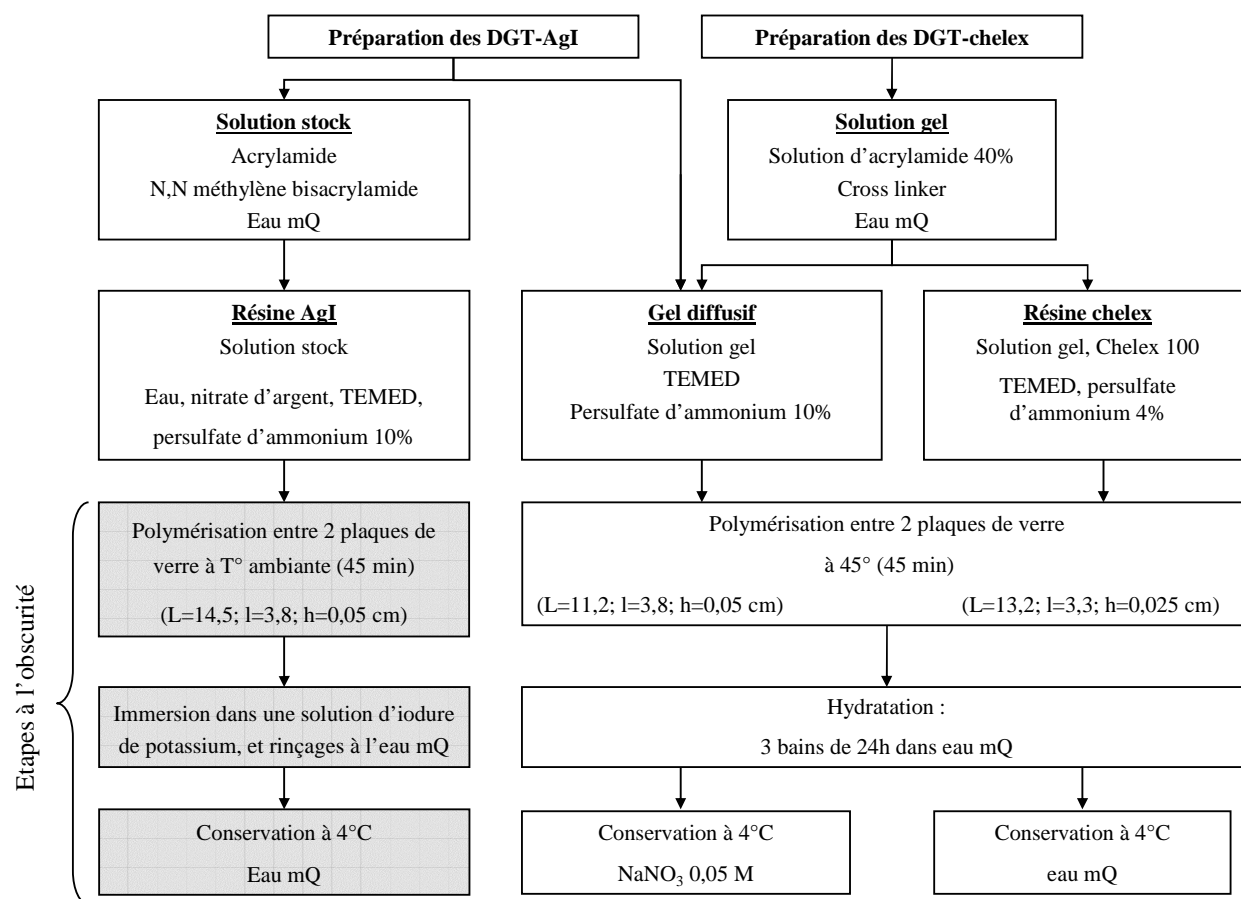 Préparation des DGT-AgI
Préparation des DGT-chelex
Solution stock
Acrylamide
N,N méthylène bisacrylamide
Eau mQ
Solution gel
Solution d'acrylamide 40%
Cross linker
Eau mQ
Résine AgI
Solution stock
Eau, nitrate d'argent, TEMED,
persulfate d'ammonium 10%
Gel diffusif
Solution gel
TEMED
Persulfate d'ammonium 10%
Résine chelex
Solution gel, Chelex 100
TEMED, persulfate
d'ammonium 4%
Etapes à l'obscurité
Polymérisation entre 2 plaques de
verre à T° ambiante (45 min)
(L=14,5; l=3,8; h=0,05 cm)
Polymérisation entre 2 plaques de verre
à 45° (45 min)
(L=11,2; l=3,8; h=0,05 cm)
(L=13,2; l=3,3; h=0,025 cm)
Immersion dans une solution d'iodure
de potassium, et rinçages à l'eau mQ
Hydratation :
3 bains de 24h dans eau mQ
Conservation à 4°C
Eau mQ
Conservation à 4°C
NaNO₃ 0,05 M
Conservation à 4°C
eau mQ